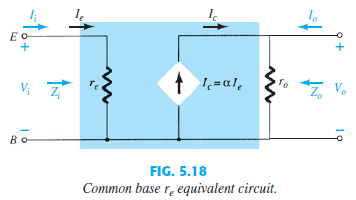 I_i I_e I_c I_o
E +
+
V_i Z_i r_e I_c = αI_e r_o Z_o V_o
B −
−
FIG. 5.18
Common base r_e equivalent circuit.